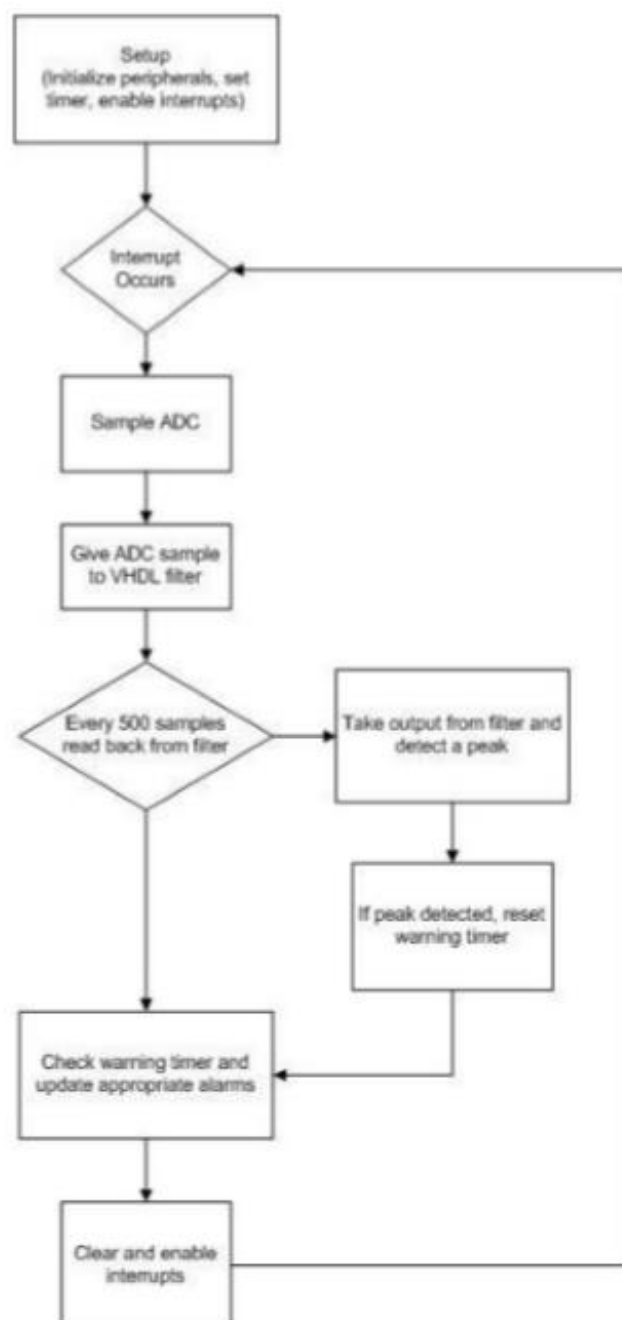 Setup
(Initialize peripherals, set
timer, enable interrupts)
Interrupt
Occurs
Sample ADC
Give ADC sample
to VHDL filter
Every 500 samples
read back from filter
Take output from filter and
detect a peak
If peak detected, reset
warning timer
Check warning timer and
update appropriate alarms
Clear and enable
interrupts